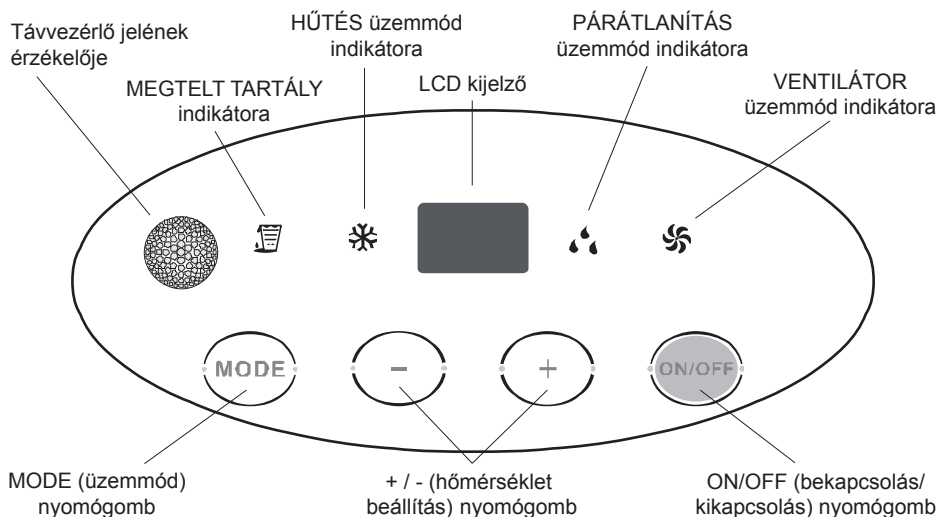 Távvezérlő jelének
érzékelője
MEGTELT TARTÁLY
indikátora
HŰTÉS üzemmód
indikátora
LCD kijelző
PÁRÁTLANÍTÁS
üzemmód indikátora
VENTILÁTOR
üzemmód indikátora
MODE
-
+
ON/OFF
MODE (üzemmód)
nyomógomb
+ / - (hőmérséklet
beállítás) nyomógomb
ON/OFF (bekapcsolás/
kikapcsolás) nyomógomb